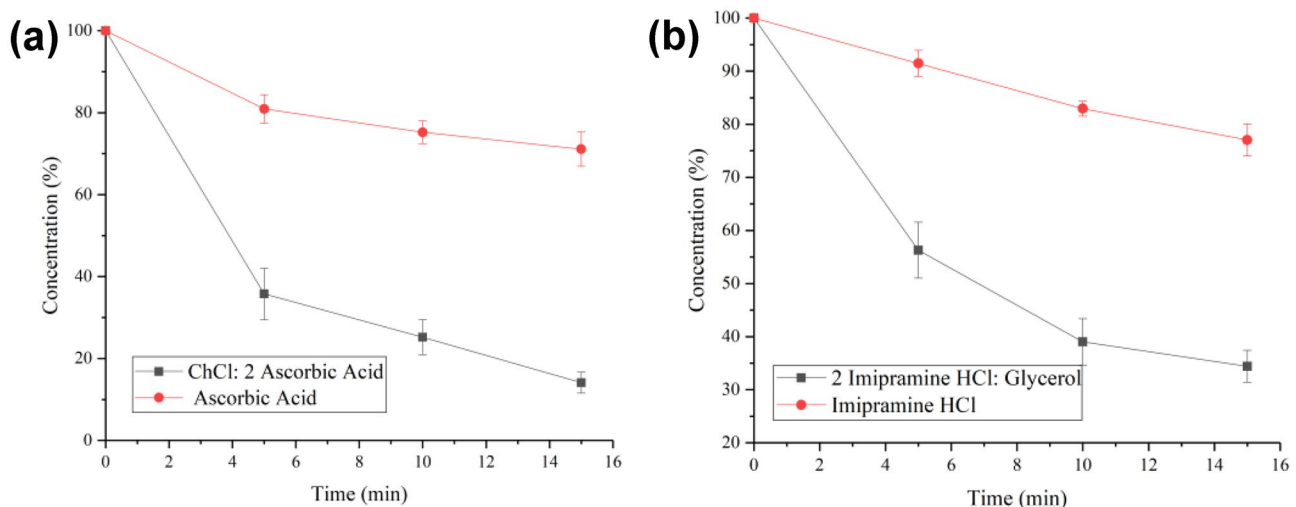 (a)
Concentration (%)
100
80
60
40
20
0
ChCl: 2 Ascorbic Acid
Ascorbic Acid
0 2 4 6 8 10 12 14 16
Time (min)
(b)
Concentration (%)
100
90
80
70
60
50
40
30
20
2 Imipramine HCl: Glycerol
Imipramine HCl
0 2 4 6 8 10 12 14 16
Time (min)